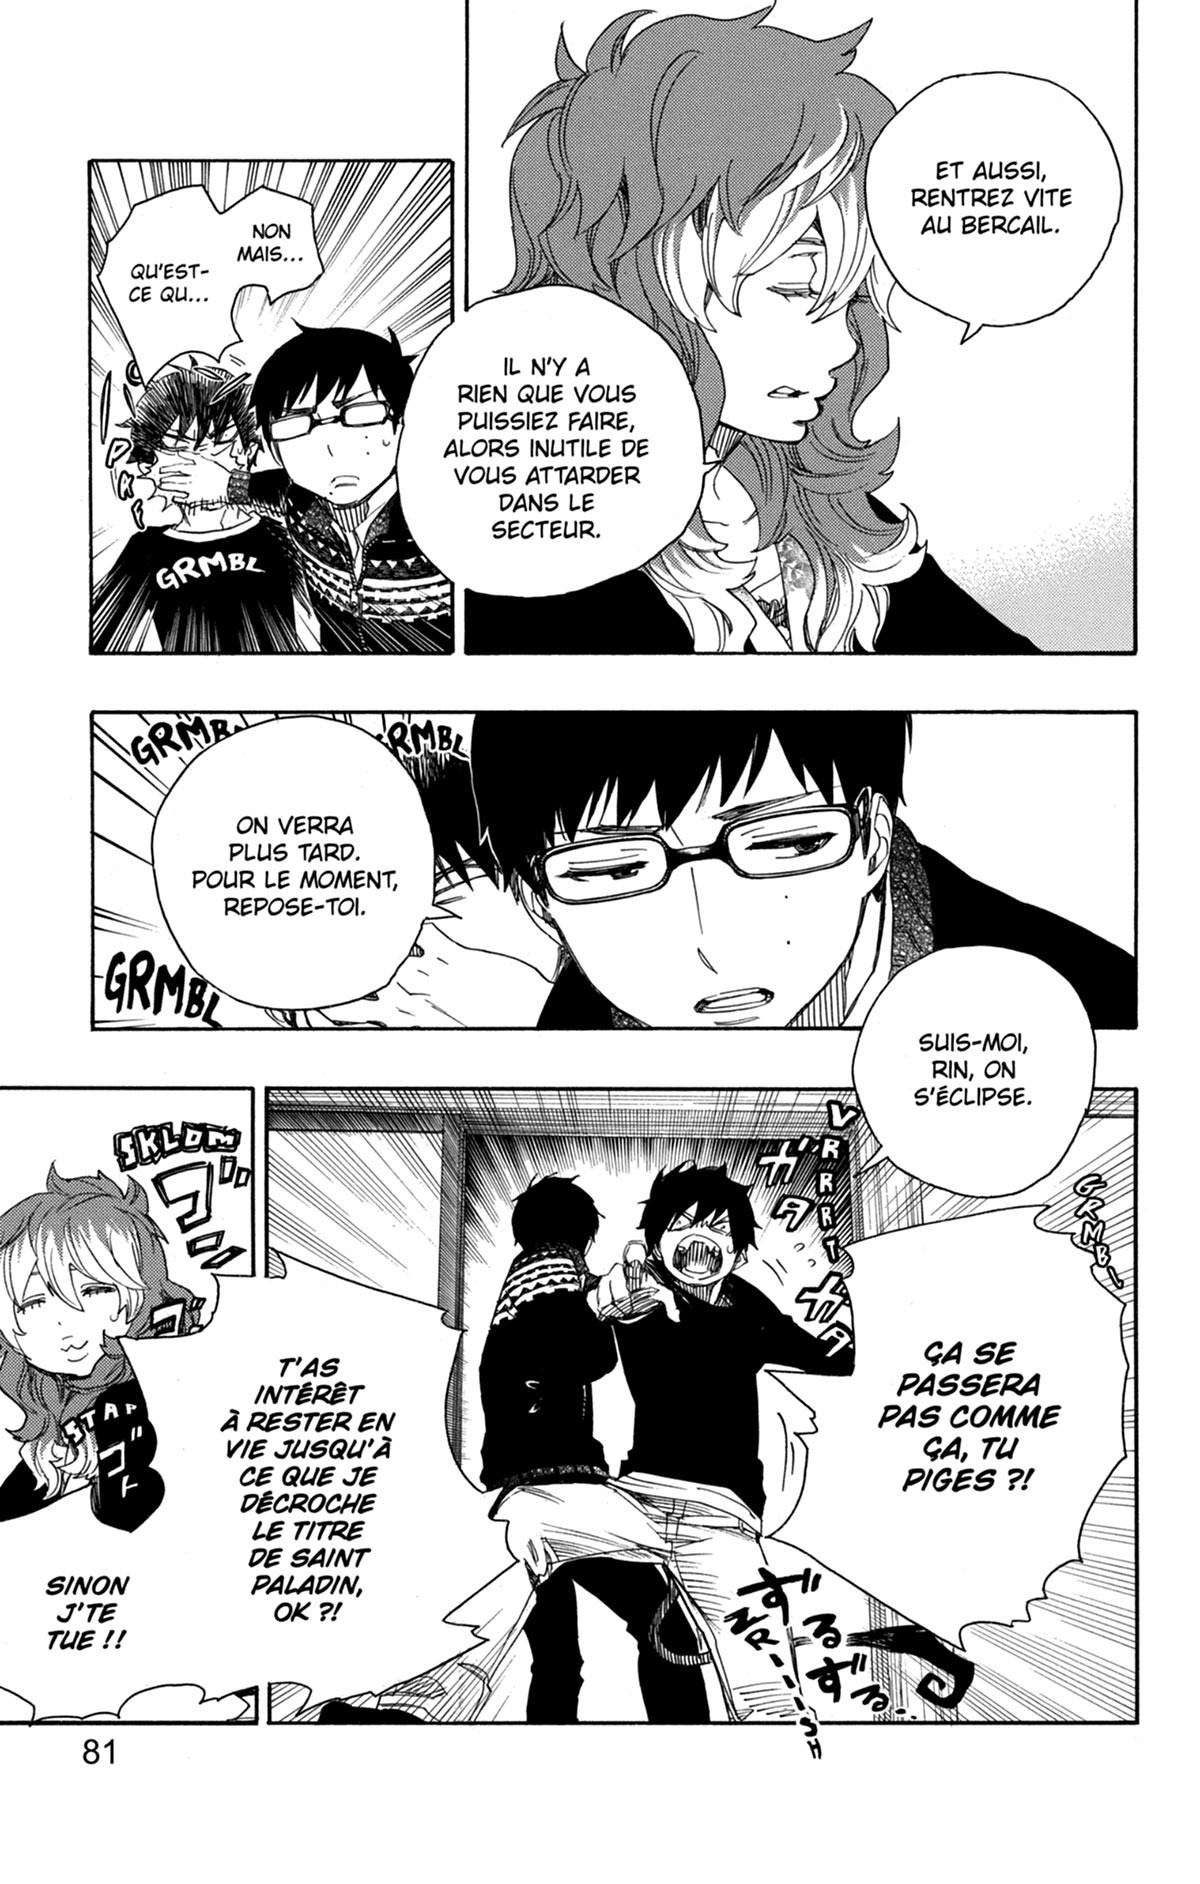 ET AUSSI,
RENTREZ VITE
AU BERCAIL.
IL N'Y A
RIEN QUE VOUS
PUISSIEZ FAIRE,
ALORS INUTILE DE
VOUS ATTARDER
DANS LE
SECTEUR.
NON
MAIS...
QU'EST-
CE QU...
PAF
GRMBL
GRMBL
GRMBL
ON VERRA
PLUS TARD.
POUR LE MOMENT,
REPOSE-TOI.
GRMBL
SUIS-MOI,
RIN, ON
S'ÉCLIPSE.
GRMBL
VRRRT
ガ゛
ガ
ÇA SE
PASSERA
PAS COMME
ÇA, TU
PIGES ?!
T'AS
INTÉRÊT
À RESTER EN
VIE JUSQU'À
CE QUE JE
DÉCROCHE
LE TITRE
DE SAINT
PALADIN,
OK ?!
ずるずる...
ZRIIISH
SKLOM
STAP
SINON
J'TE
TUE !!
81